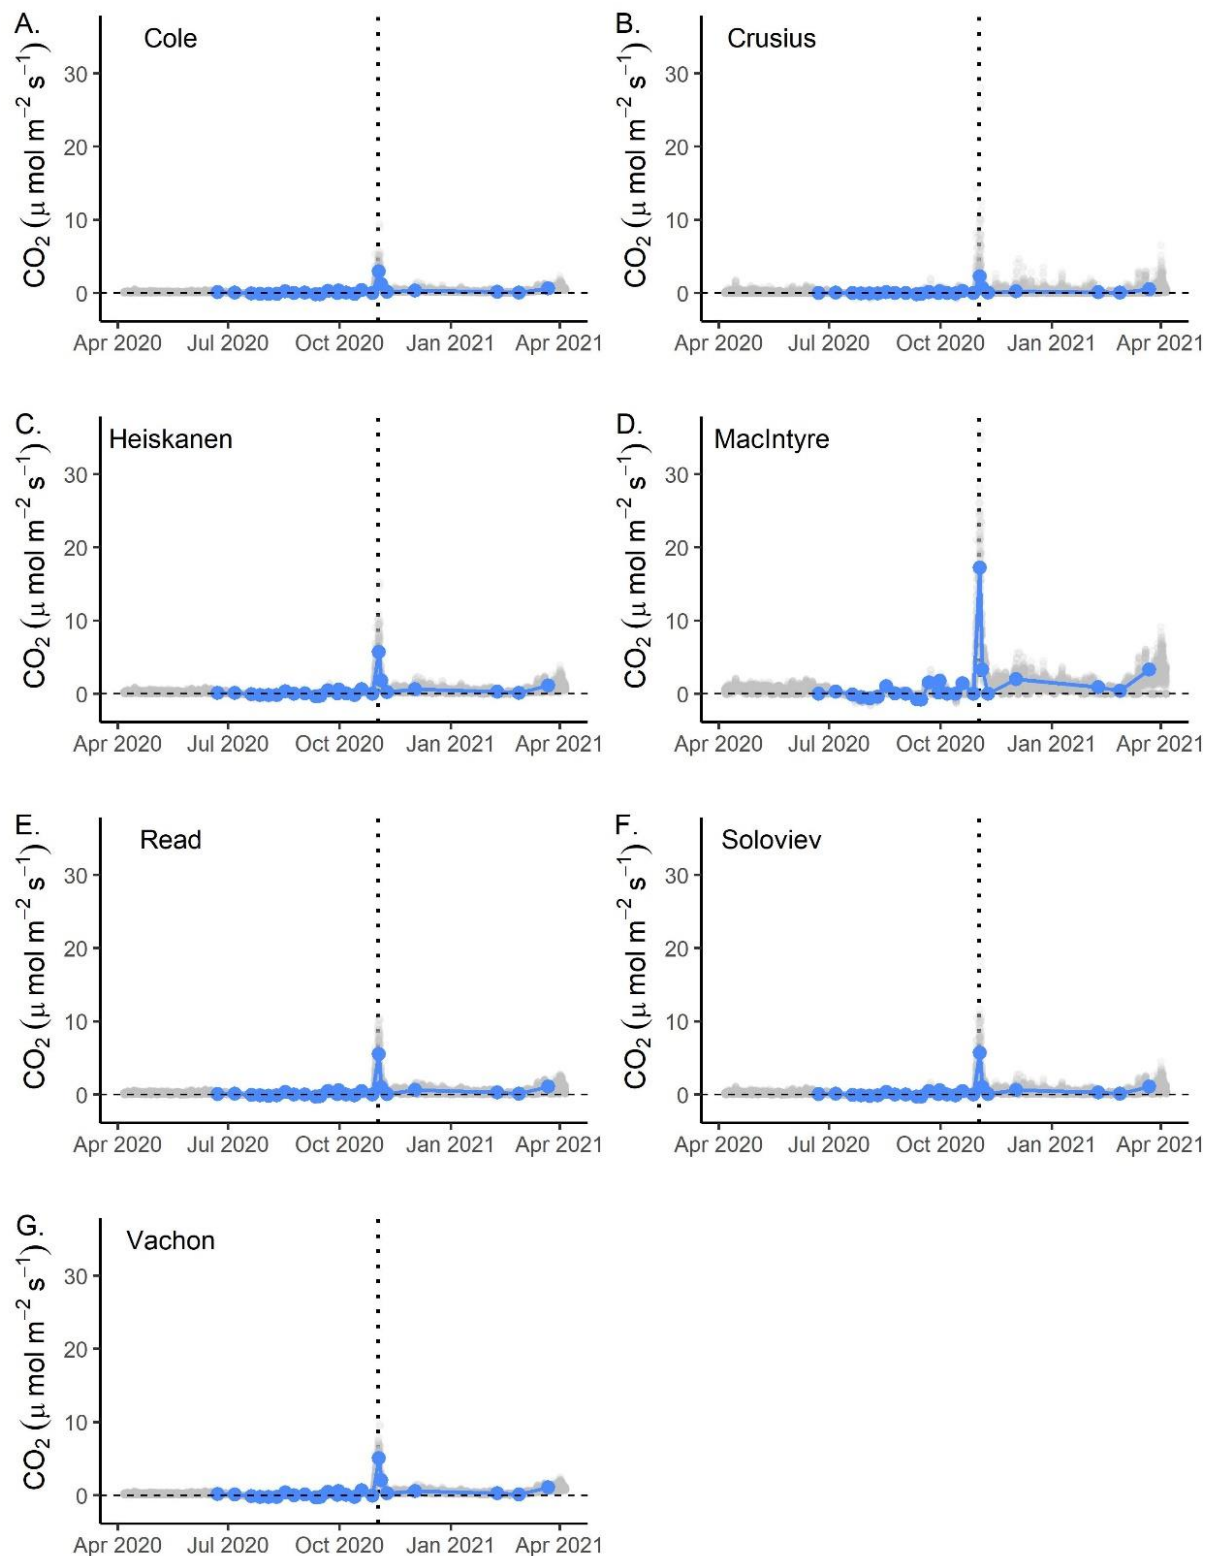 A.
Cole
CO₂ (μ mol m⁻² s⁻¹)
30
20
10
0
Apr 2020 Jul 2020 Oct 2020 Jan 2021 Apr 2021
B.
Crusius
CO₂ (μ mol m⁻² s⁻¹)
30
20
10
0
Apr 2020 Jul 2020 Oct 2020 Jan 2021 Apr 2021
C.
Heiskanen
CO₂ (μ mol m⁻² s⁻¹)
30
20
10
0
Apr 2020 Jul 2020 Oct 2020 Jan 2021 Apr 2021
D.
MacIntyre
CO₂ (μ mol m⁻² s⁻¹)
30
20
10
0
Apr 2020 Jul 2020 Oct 2020 Jan 2021 Apr 2021
E.
Read
CO₂ (μ mol m⁻² s⁻¹)
30
20
10
0
Apr 2020 Jul 2020 Oct 2020 Jan 2021 Apr 2021
F.
Soloviev
CO₂ (μ mol m⁻² s⁻¹)
30
20
10
0
Apr 2020 Jul 2020 Oct 2020 Jan 2021 Apr 2021
G.
Vachon
CO₂ (μ mol m⁻² s⁻¹)
30
20
10
0
Apr 2020 Jul 2020 Oct 2020 Jan 2021 Apr 2021